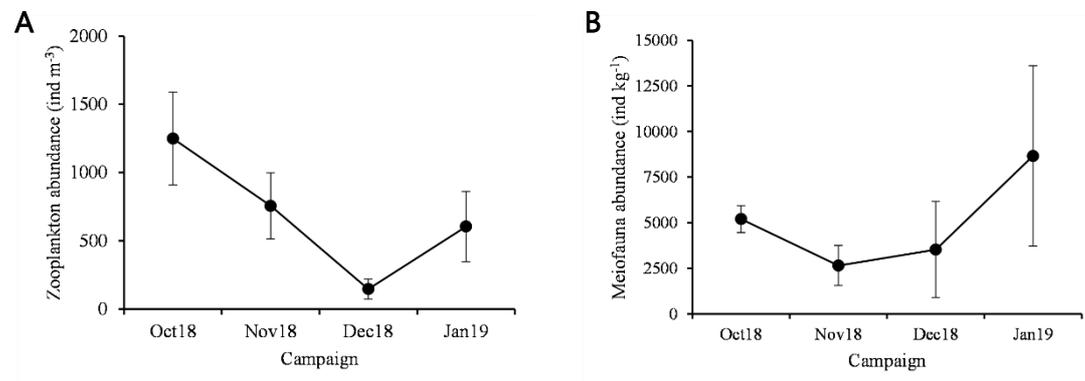 A
Zooplankton abundance (ind m-3)
2000
1500
1000
500
0
Oct18 Nov18 Dec18 Jan19
Campaign
B
Meiofauna abundance (ind kg-1)
15000
12500
10000
7500
5000
2500
0
Oct18 Nov18 Dec18 Jan19
Campaign